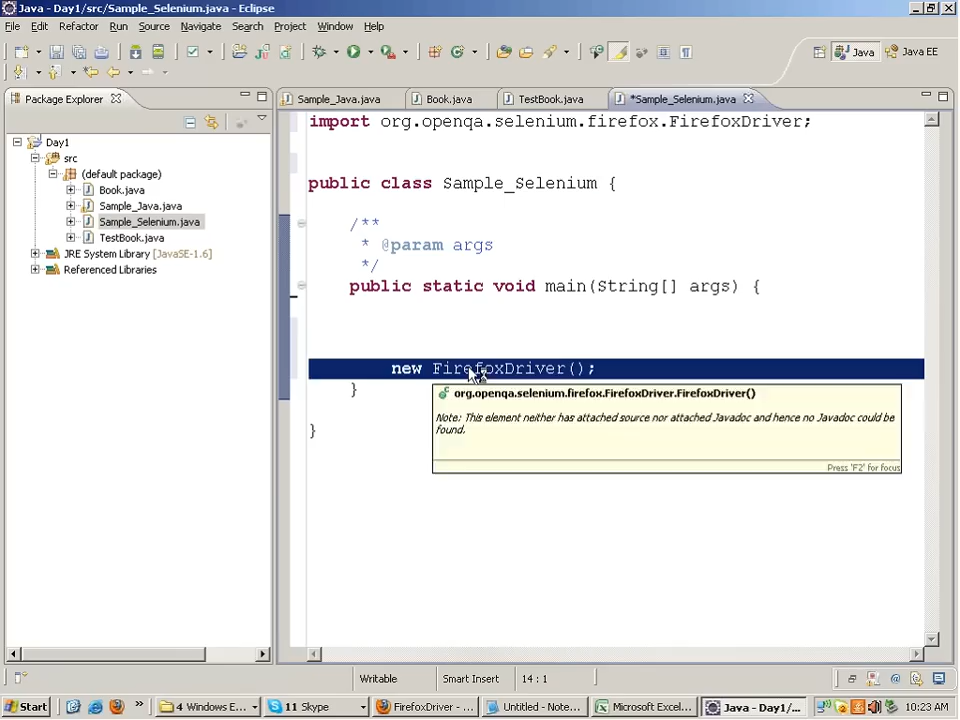 Java - Day1/src/Sample_Selenium.java - Eclipse
File Edit Refactor Run Source Navigate Search Project Window Help
Java Java EE
Package Explorer Sample_Java.java Book.java TestBook.java *Sample_Selenium.java
import org.openqa.selenium.firefox.FirefoxDriver;
Day1
src
(default package)
Book.java
Sample_Java.java
Sample_Selenium.java
TestBook.java
JRE System Library [JavaSE-1.6]
Referenced Libraries
public class Sample_Selenium {
/**
* @param args
*/
public static void main(String[] args) {
new FirefoxDriver();
}
org.openqa.selenium.firefox.FirefoxDriver.FirefoxDriver()
Note: This element neither has attached source nor attached Javadoc and hence no Javadoc could be
found.
Press 'F2' for focus
}
Writable Smart Insert 14 : 1
Start » 4 Windows E... 11 Skype FirefoxDriver - ... Untitled - Note... Microsoft Excel... Java - Day1/... 10:23 AM